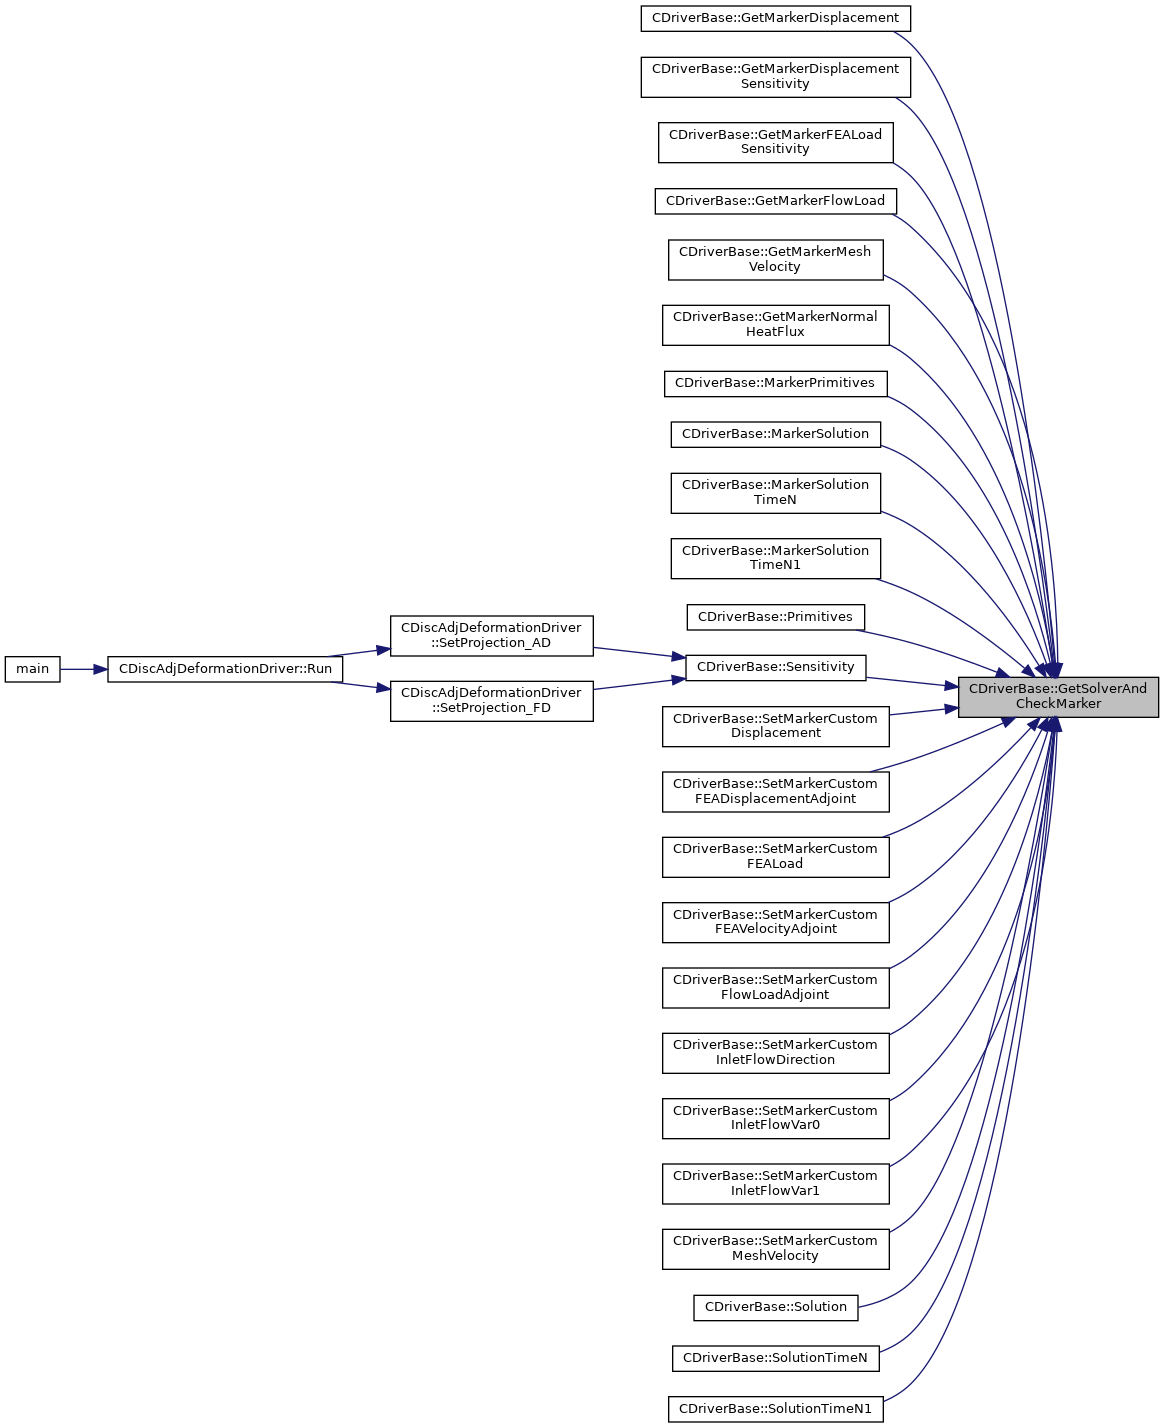 CDriverBase::GetMarkerDisplacement
CDriverBase::GetMarkerDisplacement
Sensitivity
CDriverBase::GetMarkerFEALoad
Sensitivity
CDriverBase::GetMarkerFlowLoad
CDriverBase::GetMarkerMesh
Velocity
CDriverBase::GetMarkerNormal
HeatFlux
CDriverBase::MarkerPrimitives
CDriverBase::MarkerSolution
CDriverBase::MarkerSolution
TimeN
CDriverBase::MarkerSolution
TimeN1
CDriverBase::Primitives
main
CDiscAdjDeformationDriver::Run
CDiscAdjDeformationDriver
::SetProjection_AD
CDiscAdjDeformationDriver
::SetProjection_FD
CDriverBase::Sensitivity
CDriverBase::GetSolverAnd
CheckMarker
CDriverBase::SetMarkerCustom
Displacement
CDriverBase::SetMarkerCustom
FEADisplacementAdjoint
CDriverBase::SetMarkerCustom
FEALoad
CDriverBase::SetMarkerCustom
FEAVelocityAdjoint
CDriverBase::SetMarkerCustom
FlowLoadAdjoint
CDriverBase::SetMarkerCustom
InletFlowDirection
CDriverBase::SetMarkerCustom
InletFlowVar0
CDriverBase::SetMarkerCustom
InletFlowVar1
CDriverBase::SetMarkerCustom
MeshVelocity
CDriverBase::Solution
CDriverBase::SolutionTimeN
CDriverBase::SolutionTimeN1